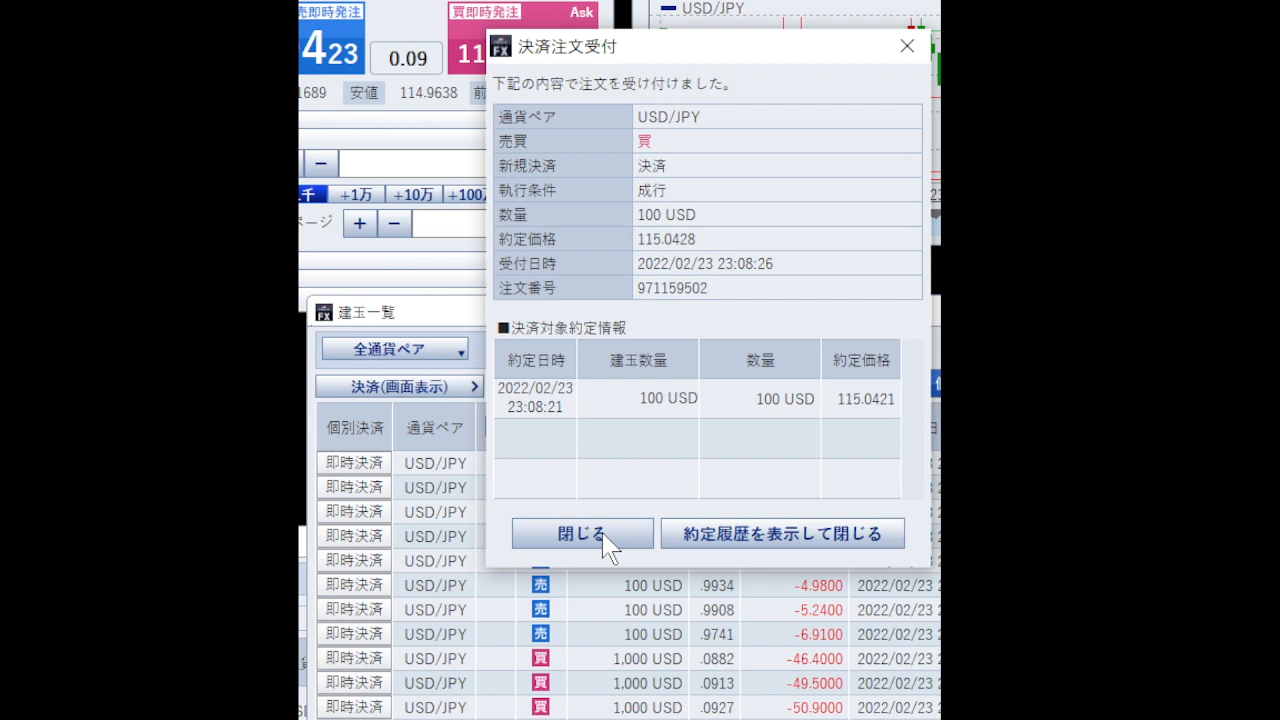 売即時発注
423
0.09
買即時発注 Ask
11
USD/JPY
1689 安値 114.9638 前
−
千 +1万 +10万 +100万
ページ + −
FX 決済注文受付
下記の内容で注文を受け付けました。
通貨ペア USD/JPY
売買 買
新規決済 決済
執行条件 成行
数量 100 USD
約定価格 115.0428
受付日時 2022/02/23 23:08:26
注文番号 971159502
■決済対象約定情報
約定日時 建玉数量 数量 約定価格
2022/02/23
23:08:21 100 USD 100 USD 115.0421
閉じる 約定履歴を表示して閉じる
FX 建玉一覧
全通貨ペア
決済(画面表示)
個別決済 通貨ペア
即時決済 USD/JPY
即時決済 USD/JPY
即時決済 USD/JPY
即時決済 USD/JPY
即時決済 USD/JPY
即時決済 USD/JPY 売 100 USD .9934 -4.9800 2022/02/23
即時決済 USD/JPY 売 100 USD .9908 -5.2400 2022/02/23
即時決済 USD/JPY 売 100 USD .9741 -6.9100 2022/02/23
即時決済 USD/JPY 買 1,000 USD .0882 -46.4000 2022/02/23
即時決済 USD/JPY 買 1,000 USD .0913 -49.5000 2022/02/23
即時決済 USD/JPY 買 1,000 USD .0927 -50.9000 2022/02/23